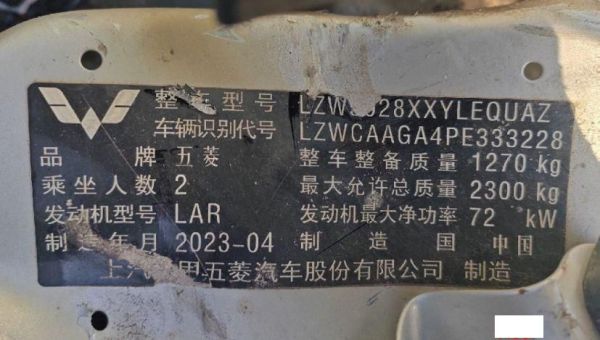 整车型号 LZW5028XXYLEQUAZ
车辆识别代号 LZWCAAGA4PE333228
品牌 五菱 整车整备质量 1270 kg
乘坐人数 2 最大允许总质量 2300 kg
发动机型号 LAR 发动机最大净功率 72 kW
制造年月 2023-04 制造国 中国
上汽通用五菱汽车股份有限公司 制造